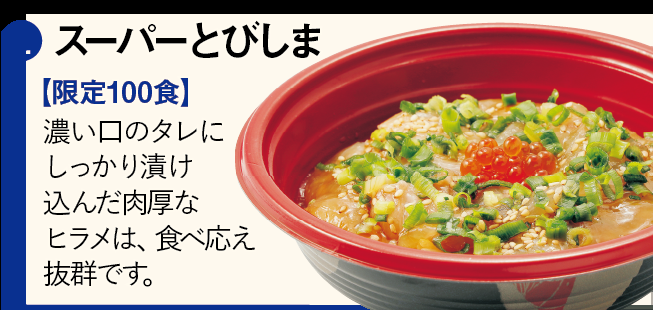 スーパーとびしま
【限定100食】
濃い口のタレに
しっかり漬け
込んだ肉厚な
ヒラメは、食べ応え
抜群です。